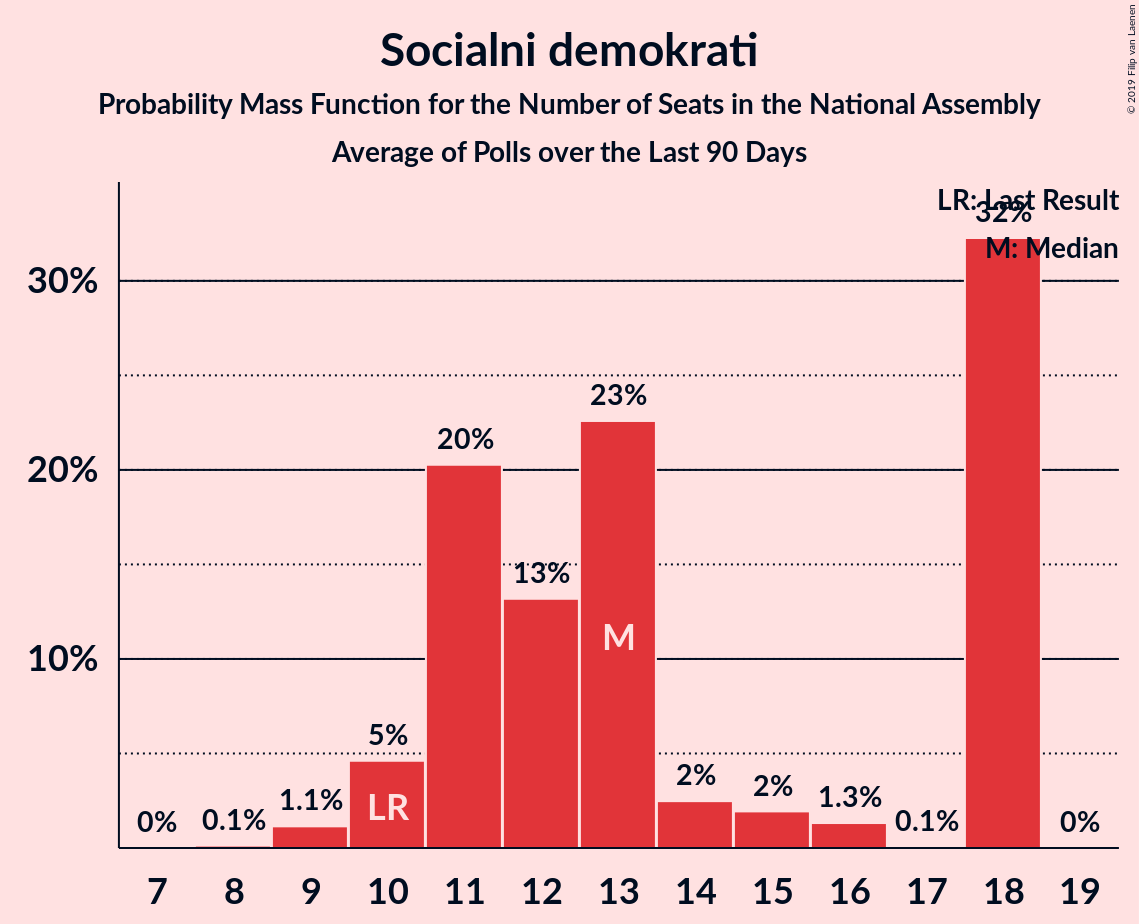 Socialni demokrati
Probability Mass Function for the Number of Seats in the National Assembly
Average of Polls over the Last 90 Days
© 2019 Filip van Laenen
LR: Last Result
M: Median
30%
20%
10%
0%
0.1%
1.1%
5%
20%
13%
23%
2%
2%
1.3%
0.1%
32%
0%
LR
M
7 8 9 10 11 12 13 14 15 16 17 18 19